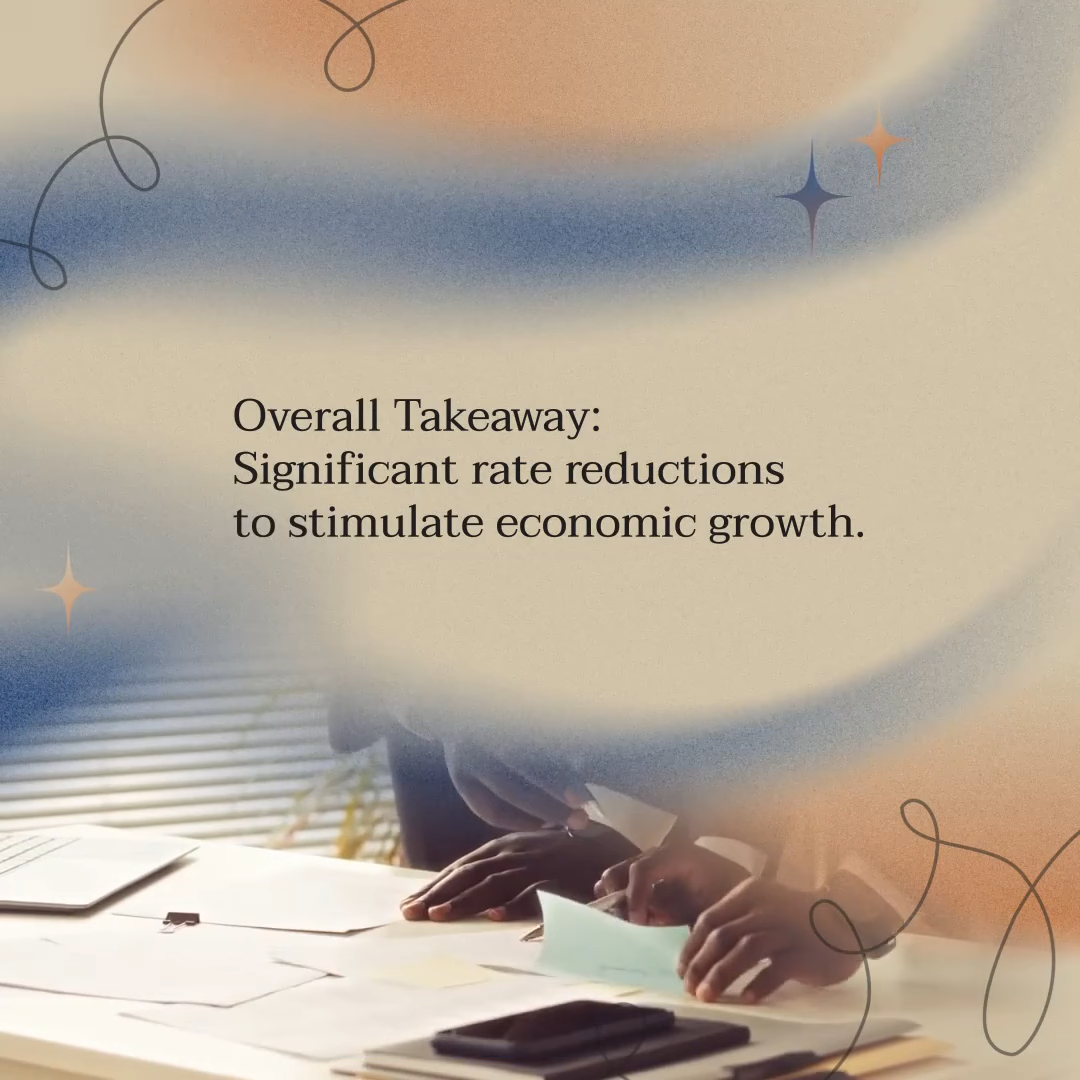 Overall Takeaway:
Significant rate reductions
to stimulate economic growth.